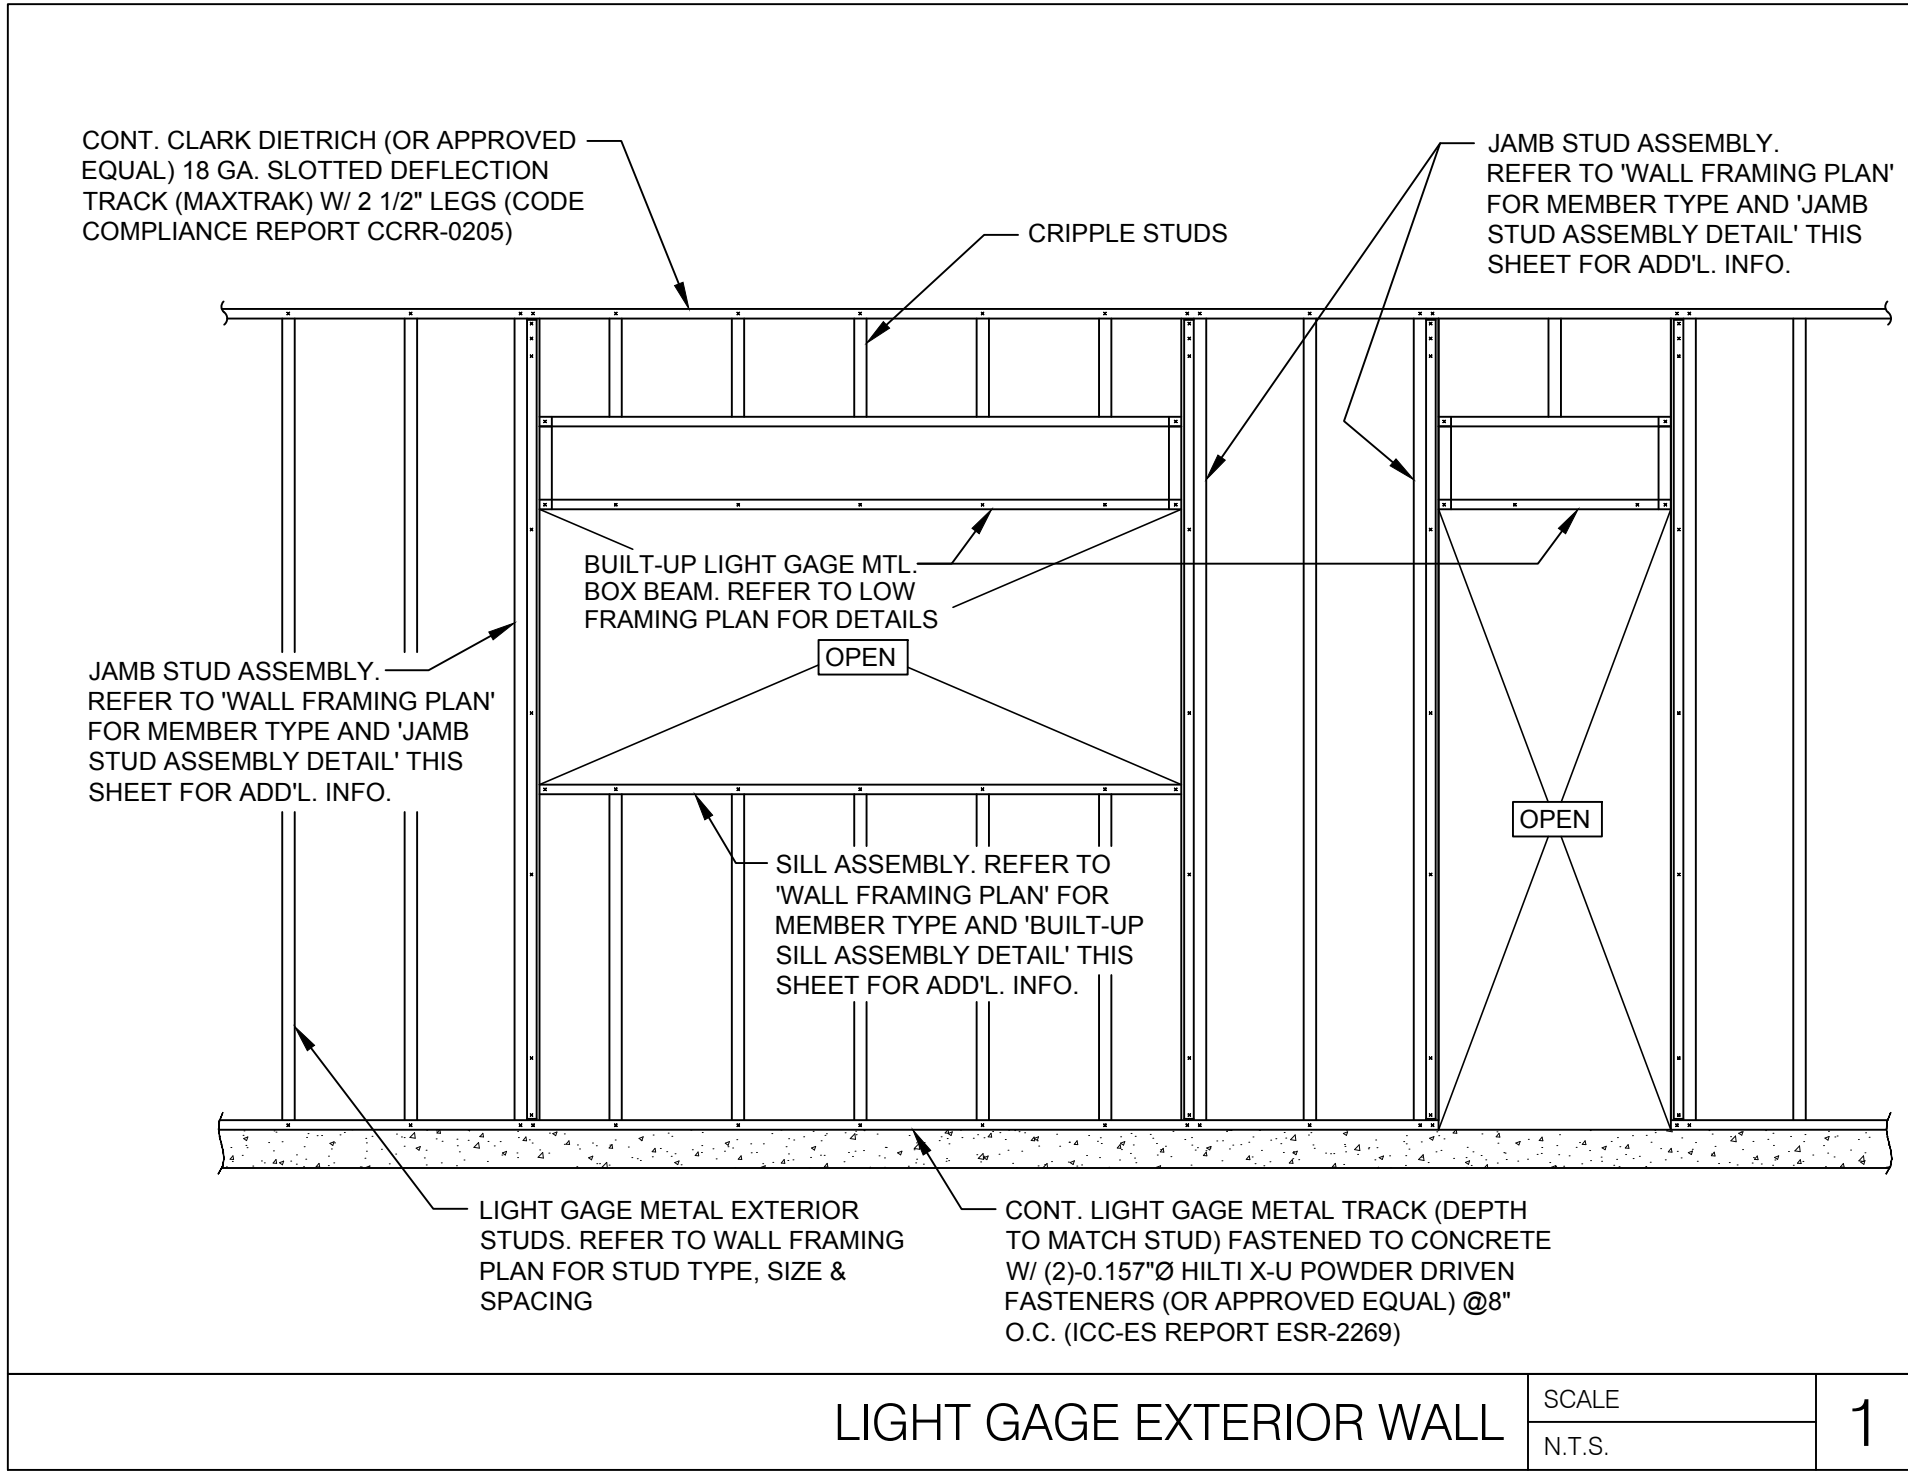 CONT. CLARK DIETRICH (OR APPROVED
EQUAL) 18 GA. SLOTTED DEFLECTION
TRACK (MAXTRAK) W/ 2 1/2" LEGS (CODE
COMPLIANCE REPORT CCRR-0205)
CRIPPLE STUDS
JAMB STUD ASSEMBLY.
REFER TO 'WALL FRAMING PLAN'
FOR MEMBER TYPE AND 'JAMB
STUD ASSEMBLY DETAIL' THIS
SHEET FOR ADD'L. INFO.
BUILT-UP LIGHT GAGE MTL.
BOX BEAM. REFER TO LOW
FRAMING PLAN FOR DETAILS
OPEN
JAMB STUD ASSEMBLY.
REFER TO 'WALL FRAMING PLAN'
FOR MEMBER TYPE AND 'JAMB
STUD ASSEMBLY DETAIL' THIS
SHEET FOR ADD'L. INFO.
OPEN
SILL ASSEMBLY. REFER TO
'WALL FRAMING PLAN' FOR
MEMBER TYPE AND 'BUILT-UP
SILL ASSEMBLY DETAIL' THIS
SHEET FOR ADD'L. INFO.
LIGHT GAGE METAL EXTERIOR
STUDS. REFER TO WALL FRAMING
PLAN FOR STUD TYPE, SIZE &
SPACING
CONT. LIGHT GAGE METAL TRACK (DEPTH
TO MATCH STUD) FASTENED TO CONCRETE
W/ (2)-0.157"Ø HILTI X-U POWDER DRIVEN
FASTENERS (OR APPROVED EQUAL) @8"
O.C. (ICC-ES REPORT ESR-2269)
LIGHT GAGE EXTERIOR WALL
SCALE
N.T.S.
1